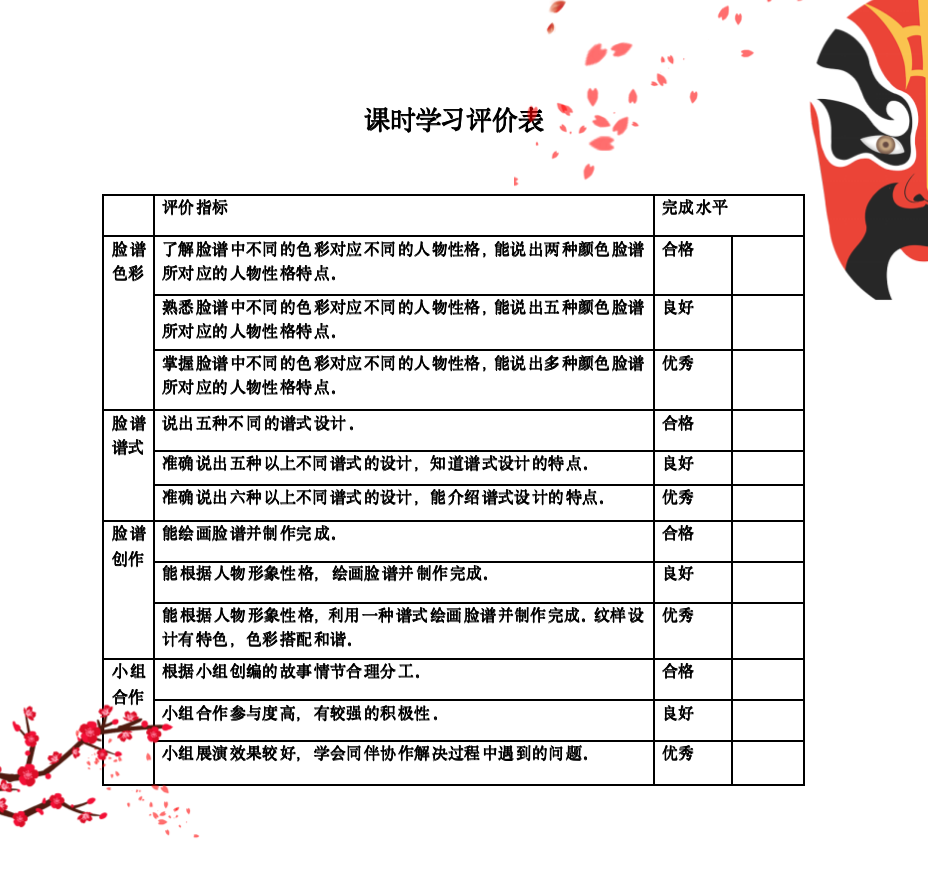 课时学习评价表
评价指标 完成水平
脸谱 了解脸谱中不同的色彩对应不同的人物性格，能说出两种颜色脸谱 合格
色彩 所对应的人物性格特点．
熟悉脸谱中不同的色彩对应不同的人物性格，能说出五种颜色脸谱 良好
所对应的人物性格特点．
掌握脸谱中不同的色彩对应不同的人物性格，能说出多种颜色脸谱 优秀
所对应的人物性格特点．
脸谱 说出五种不同的谱式设计． 合格
谱式
准确说出五种以上不同谱式的设计，知道谱式设计的特点． 良好
准确说出六种以上不同谱式的设计，能介绍谱式设计的特点． 优秀
脸谱 能绘画脸谱并制作完成． 合格
创作
能根据人物形象性格，绘画脸谱并制作完成． 良好
能根据人物形象性格，利用一种谱式绘画脸谱并制作完成．纹样设 优秀
计有特色，色彩搭配和谐．
小组 根据小组创编的故事情节合理分工． 合格
合作
小组合作参与度高，有较强的积极性． 良好
小组展演效果较好，学会同伴协作解决过程中遇到的问题． 优秀